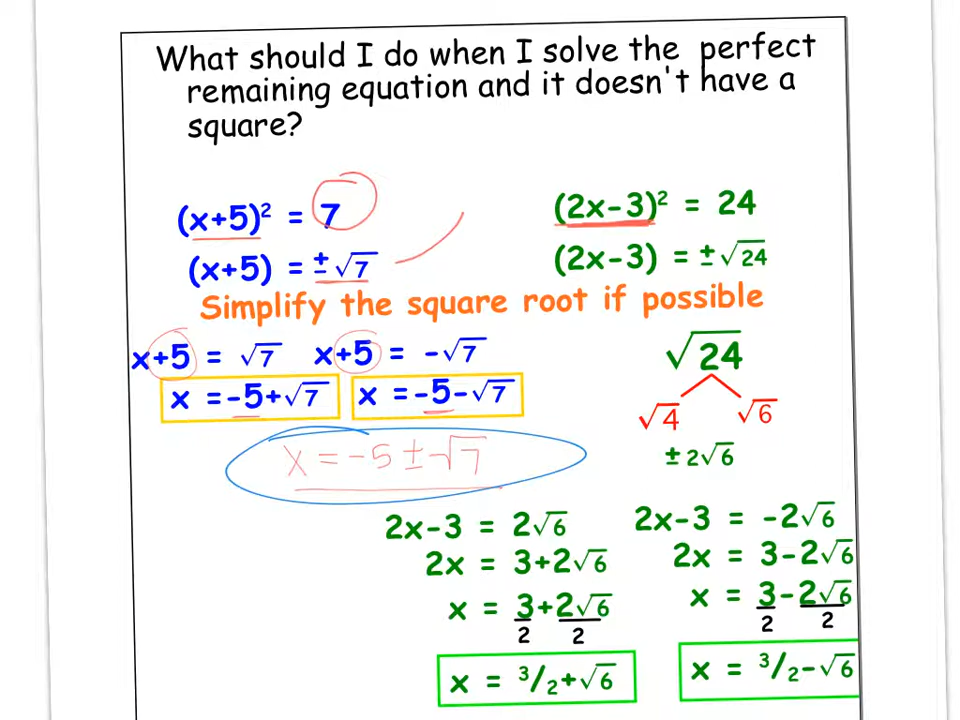 What should I do when I solve the perfect
remaining equation and it doesn't have a
square?
(x+5)² = 7
(x+5) = ±√7
(2x-3)² = 24
(2x-3) = ±√24
Simplify the square root if possible
x+5 = √7 x+5 = -√7
x = -5+√7 x = -5-√7
x = -5 ± √7
√24
√4 √6
± 2√6
2x-3 = 2√6
2x = 3+2√6
x = 3+2√6
2 2
x = ³/₂+√6
2x-3 = -2√6
2x = 3-2√6
x = 3-2√6
2 2
x = ³/₂-√6